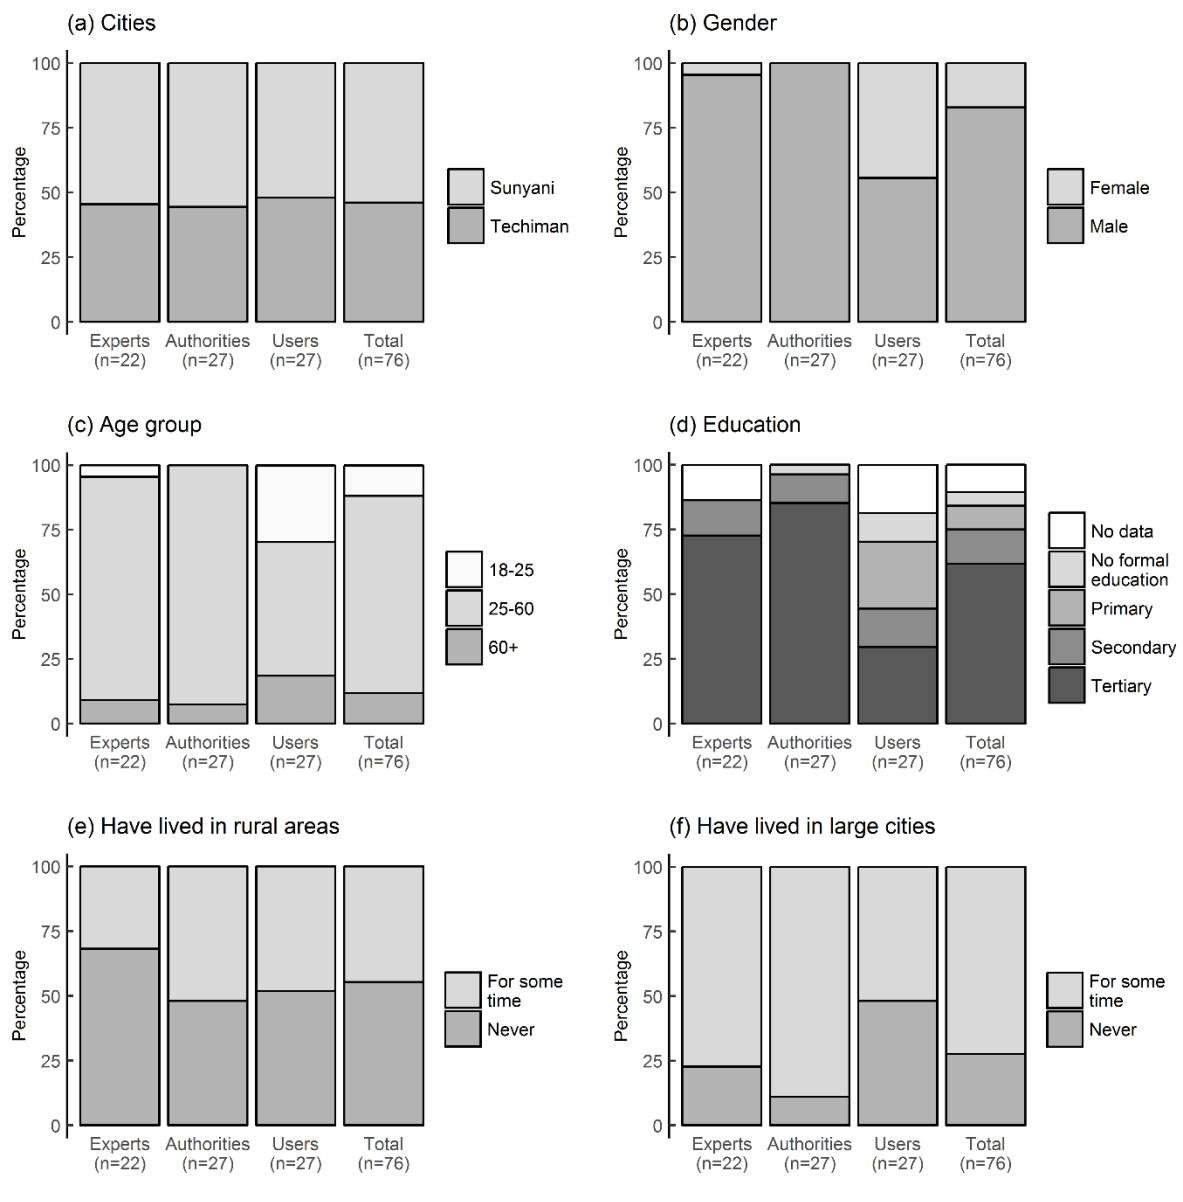 (a) Cities
100
75
50
25
0
Percentage
Experts
(n=22)
Authorities
(n=27)
Users
(n=27)
Total
(n=76)
Sunyani
Techiman
(b) Gender
100
75
50
25
0
Percentage
Experts
(n=22)
Authorities
(n=27)
Users
(n=27)
Total
(n=76)
Female
Male
(c) Age group
100
75
50
25
0
Percentage
Experts
(n=22)
Authorities
(n=27)
Users
(n=27)
Total
(n=76)
18-25
25-60
60+
(d) Education
100
75
50
25
0
Percentage
Experts
(n=22)
Authorities
(n=27)
Users
(n=27)
Total
(n=76)
No data
No formal
education
Primary
Secondary
Tertiary
(e) Have lived in rural areas
100
75
50
25
0
Percentage
Experts
(n=22)
Authorities
(n=27)
Users
(n=27)
Total
(n=76)
For some
time
Never
(f) Have lived in large cities
100
75
50
25
0
Percentage
Experts
(n=22)
Authorities
(n=27)
Users
(n=27)
Total
(n=76)
For some
time
Never